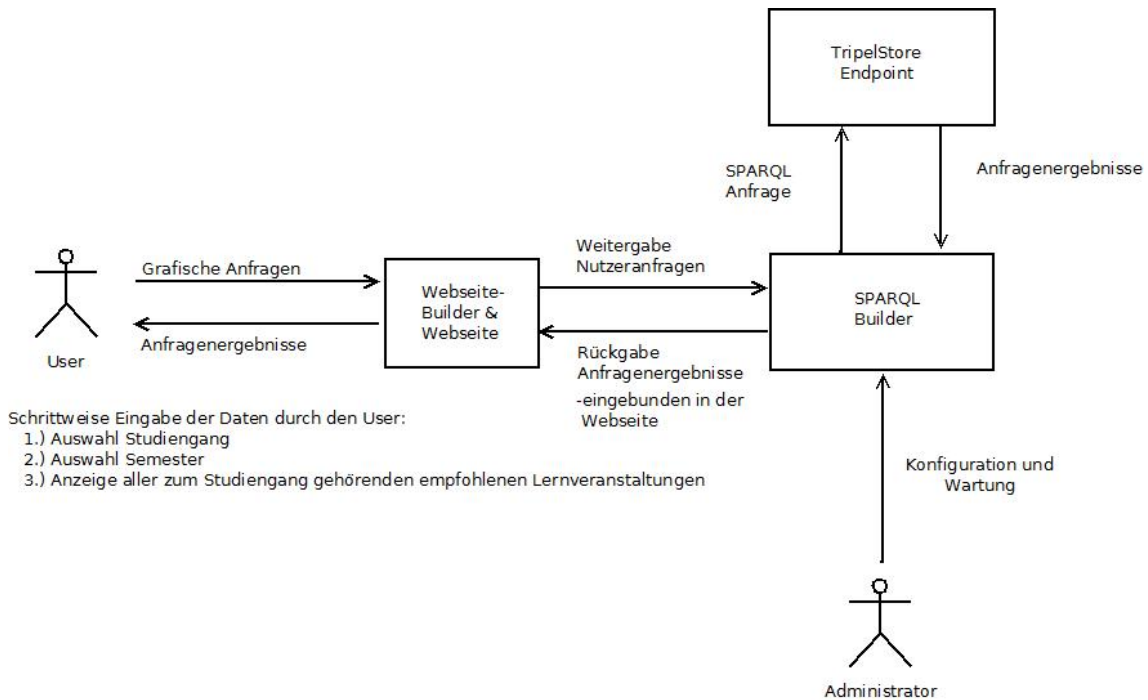 TripelStore
Endpoint
SPARQL
Anfrage
Anfragenergebnisse
Grafische Anfragen
Weitergabe
Nutzeranfragen
Webseite-
Builder &
Webseite
SPARQL
Builder
Anfragenergebnisse
User
Rückgabe
Anfragenergebnisse
-eingebunden in der
Webseite
Schrittweise Eingabe der Daten durch den User:
1.) Auswahl Studiengang
2.) Auswahl Semester
3.) Anzeige aller zum Studiengang gehörenden empfohlenen Lernveranstaltungen
Konfiguration und
Wartung
Administrator